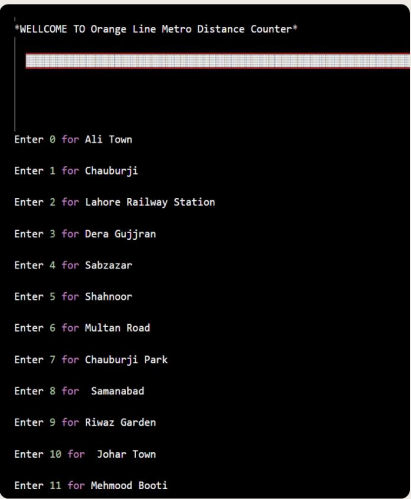 *WELLCOME TO Orange Line Metro Distance Counter*
Enter 0 for Ali Town
Enter 1 for Chauburji
Enter 2 for Lahore Railway Station
Enter 3 for Dera Gujjran
Enter 4 for Sabzazar
Enter 5 for Shahnoor
Enter 6 for Multan Road
Enter 7 for Chauburji Park
Enter 8 for  Samanabad
Enter 9 for Riwaz Garden
Enter 10 for  Johar Town
Enter 11 for Mehmood Booti